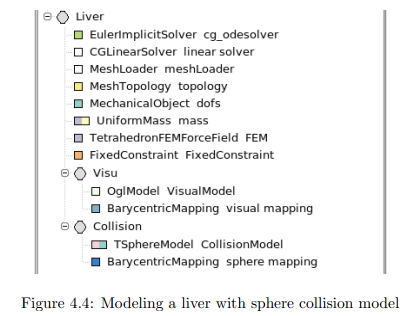 Liver
EulerImplicitSolver cg_odesolver
CGLinearSolver linear solver
MeshLoader meshLoader
MeshTopology topology
MechanicalObject dofs
UniformMass mass
TetrahedronFEMForceField FEM
FixedConstraint FixedConstraint
Visu
OglModel VisualModel
BarycentricMapping visual mapping
Collision
TSphereModel CollisionModel
BarycentricMapping sphere mapping
Figure 4.4: Modeling a liver with sphere collision model